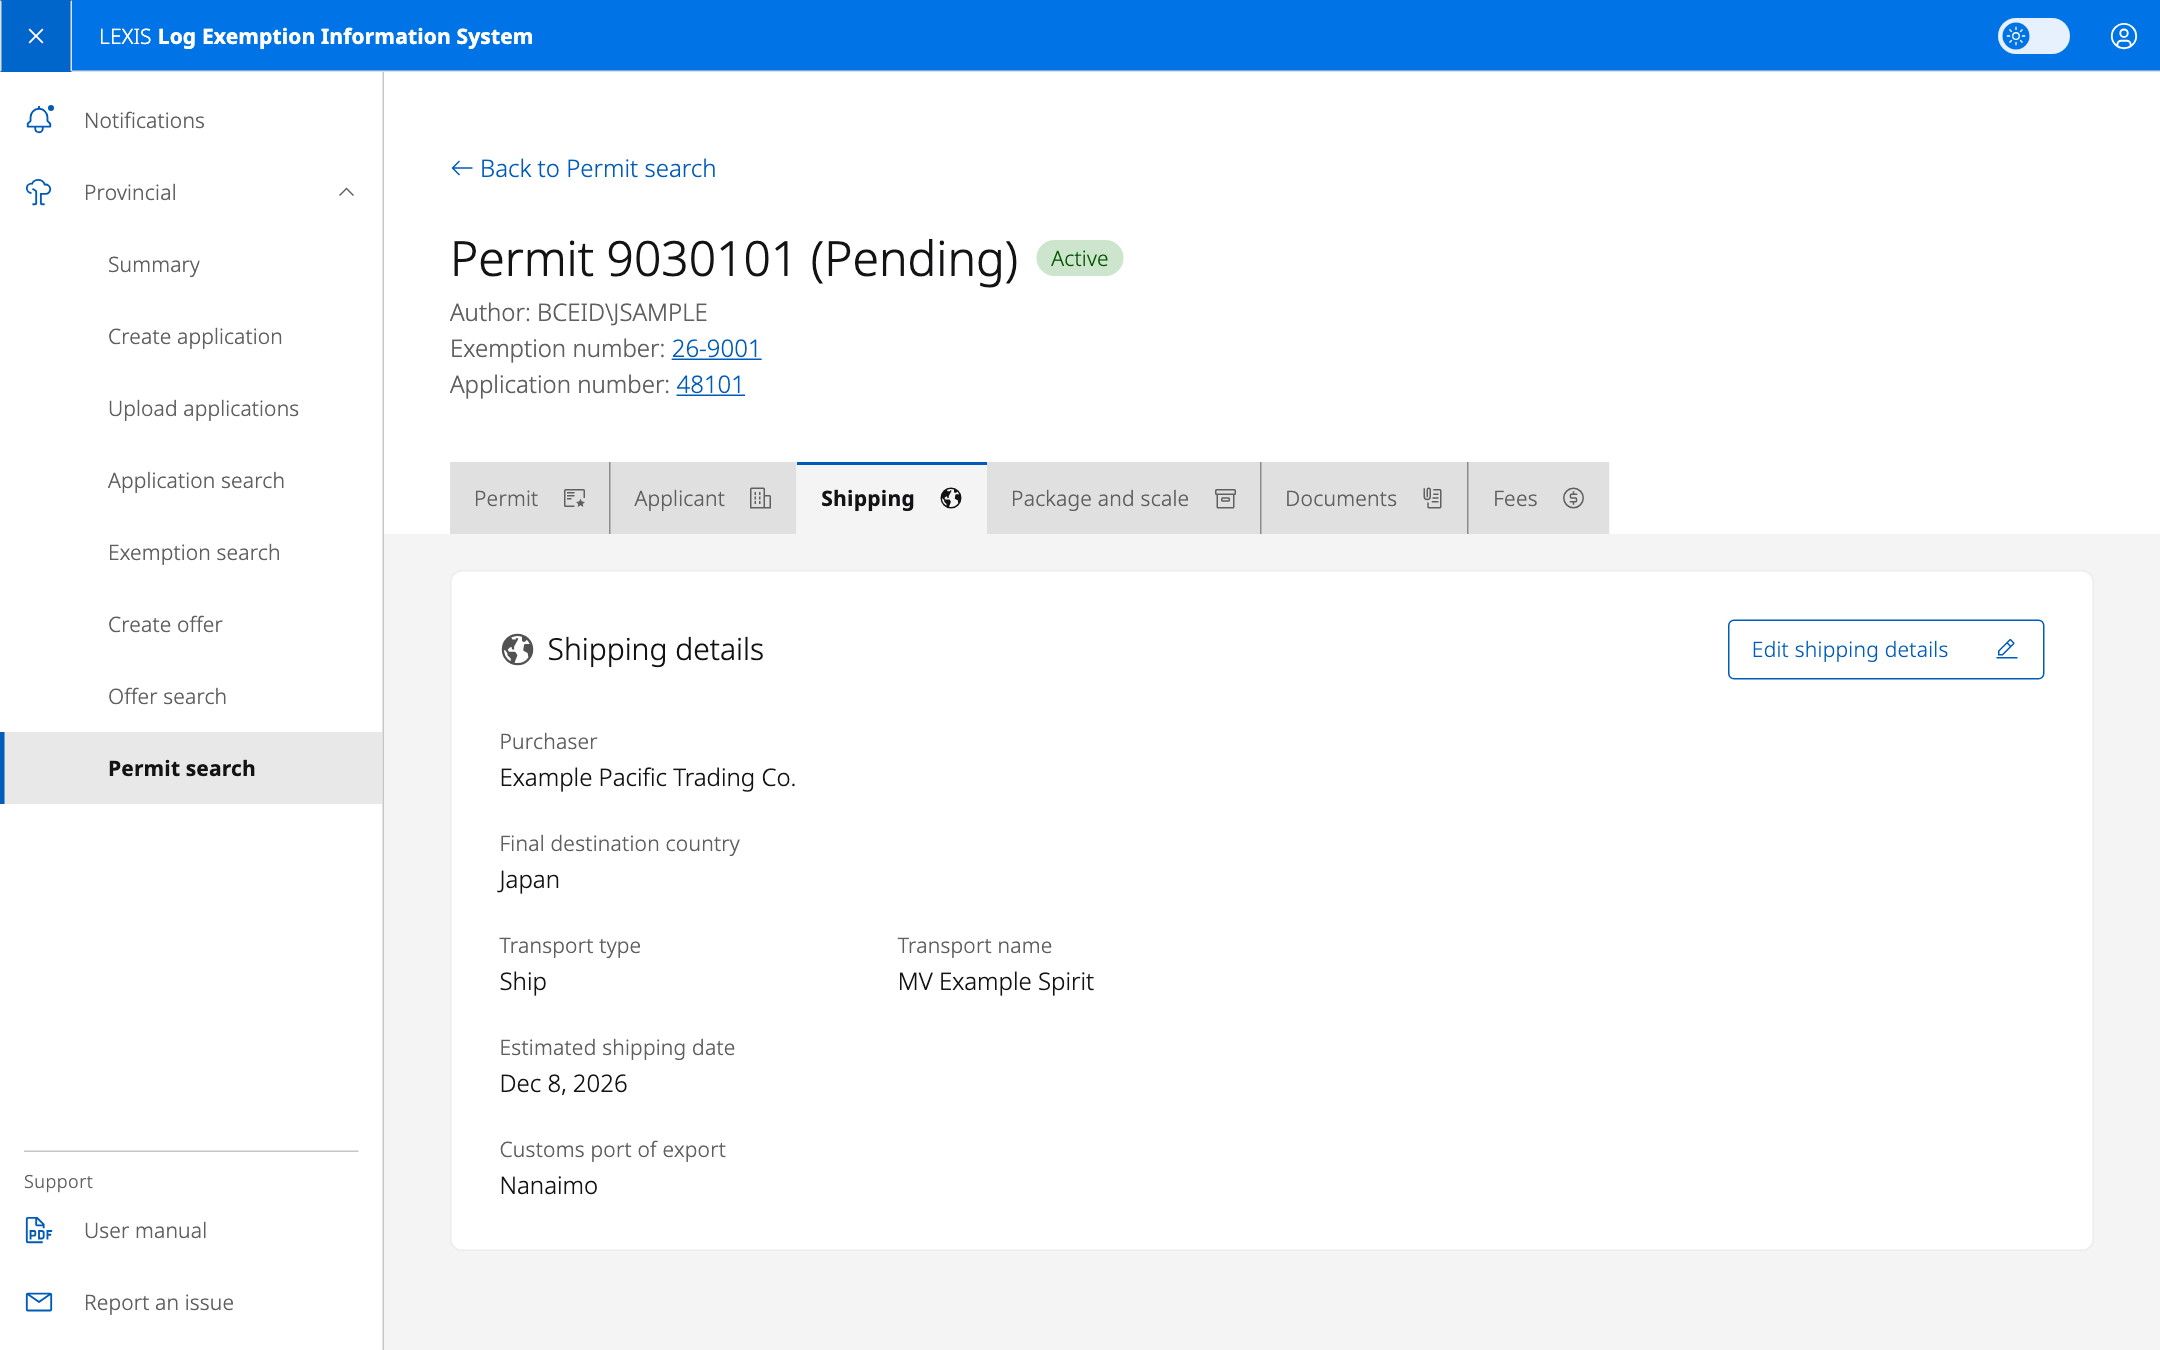 LEXIS Log Exemption Information System
Notifications
Provincial
Summary
Create application
Upload applications
Application search
Exemption search
Create offer
Offer search
Permit search
Support
PDF
User manual
Report an issue
← Back to Permit search
Permit 9030101 (Pending) Active
Author: BCEID\JSAMPLE
Exemption number: 26-9001
Application number: 48101
Permit Applicant Shipping Package and scale Documents Fees
Shipping details
Edit shipping details
Purchaser
Example Pacific Trading Co.
Final destination country
Japan
Transport type Transport name
Ship MV Example Spirit
Estimated shipping date
Dec 8, 2026
Customs port of export
Nanaimo